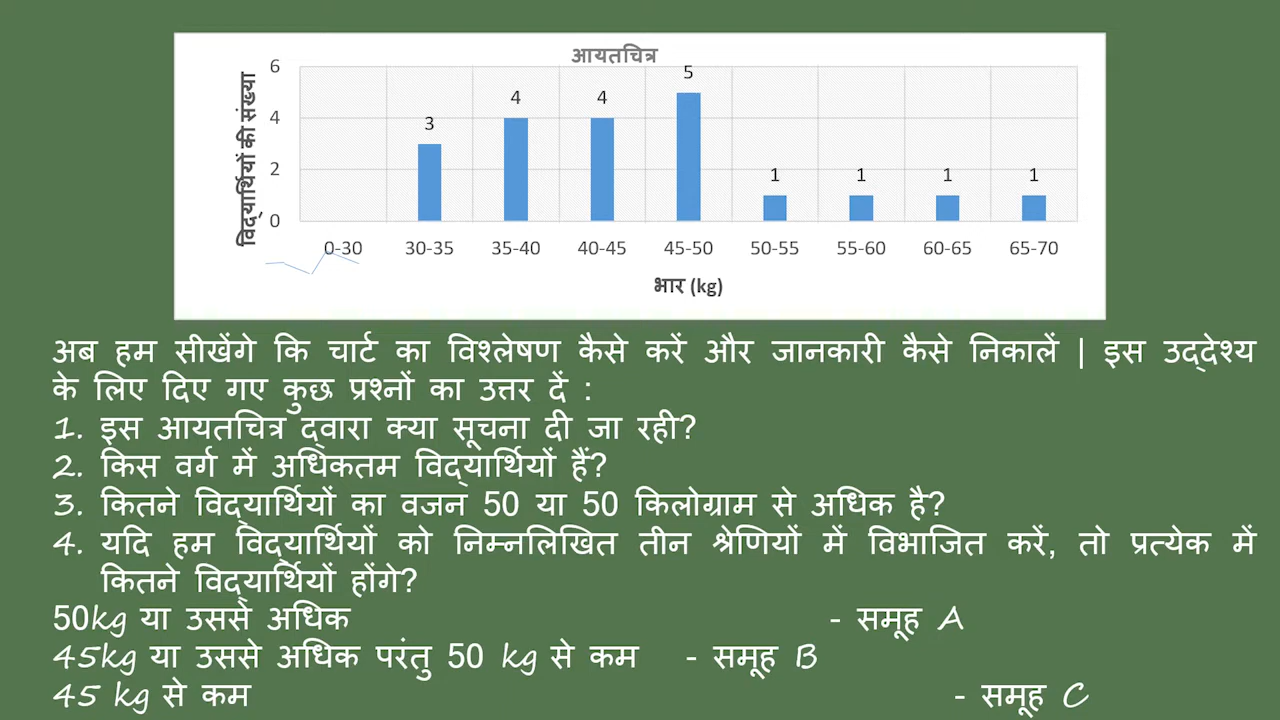 आयतचित्र
विद्यार्थियों की संख्या
6
4
2
0
3
4
4
5
1
1
1
1
0-30 30-35 35-40 40-45 45-50 50-55 55-60 60-65 65-70
भार (kg)
अब हम सीखेंगे कि चार्ट का विश्लेषण कैसे करें और जानकारी कैसे निकालें | इस उद्देश्य
के लिए दिए गए कुछ प्रश्नों का उत्तर दें :
1. इस आयतचित्र द्वारा क्या सूचना दी जा रही?
2. किस वर्ग में अधिकतम विद्यार्थियों हैं?
3. कितने विद्यार्थियों का वजन 50 या 50 किलोग्राम से अधिक है?
4. यदि हम विद्यार्थियों को निम्नलिखित तीन श्रेणियों में विभाजित करें, तो प्रत्येक में
कितने विद्यार्थियों होंगे?
50kg या उससे अधिक - समूह A
45kg या उससे अधिक परंतु 50 kg से कम - समूह B
45 kg से कम - समूह C